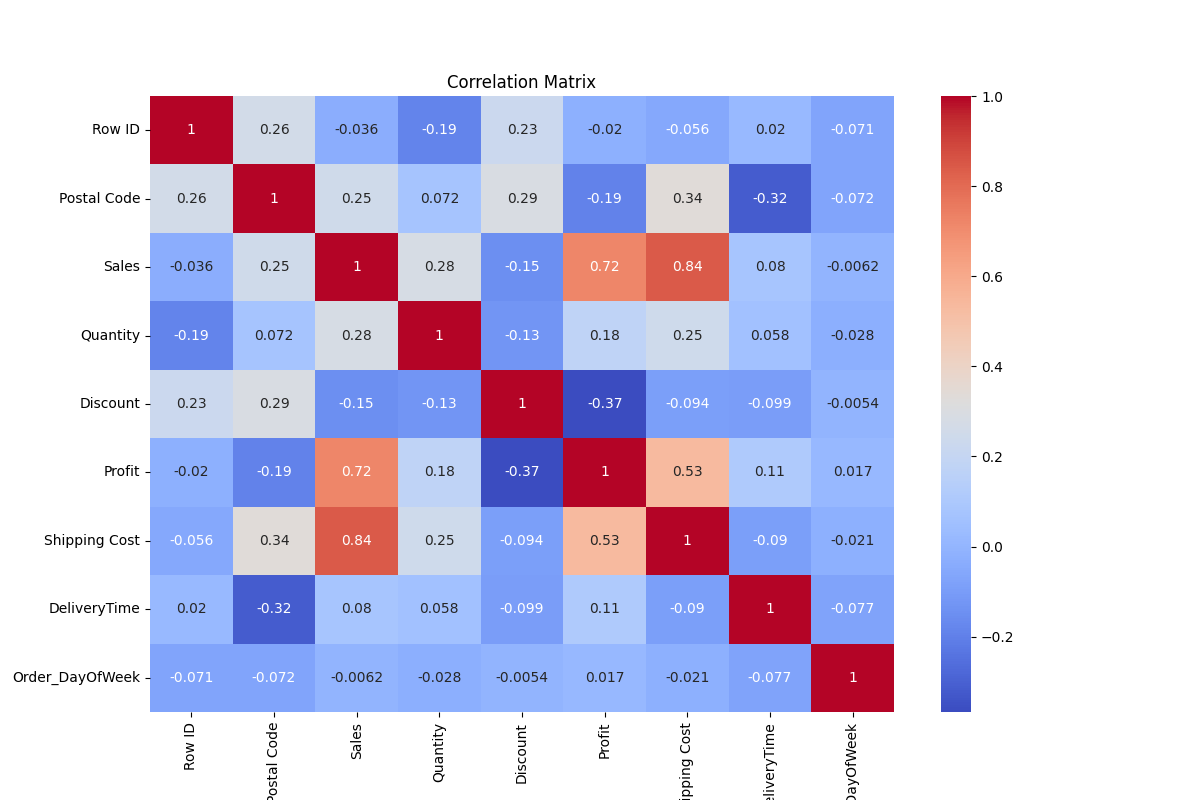 Correlation Matrix
Row ID 1 0.26 -0.036 -0.19 0.23 -0.02 -0.056 0.02 -0.071
Postal Code 0.26 1 0.25 0.072 0.29 -0.19 0.34 -0.32 -0.072
Sales -0.036 0.25 1 0.28 -0.15 0.72 0.84 0.08 -0.0062
Quantity -0.19 0.072 0.28 1 -0.13 0.18 0.25 0.058 -0.028
Discount 0.23 0.29 -0.15 -0.13 1 -0.37 -0.094 -0.099 -0.0054
Profit -0.02 -0.19 0.72 0.18 -0.37 1 0.53 0.11 0.017
Shipping Cost -0.056 0.34 0.84 0.25 -0.094 0.53 1 -0.09 -0.021
DeliveryTime 0.02 -0.32 0.08 0.058 -0.099 0.11 -0.09 1 -0.077
Order_DayOfWeek -0.071 -0.072 -0.0062 -0.028 -0.0054 0.017 -0.021 -0.077 1
Row ID
Postal Code
Sales
Quantity
Discount
Profit
ipping Cost
eliveryTime
DayOfWeek
1.0
0.8
0.6
0.4
0.2
0.0
−0.2